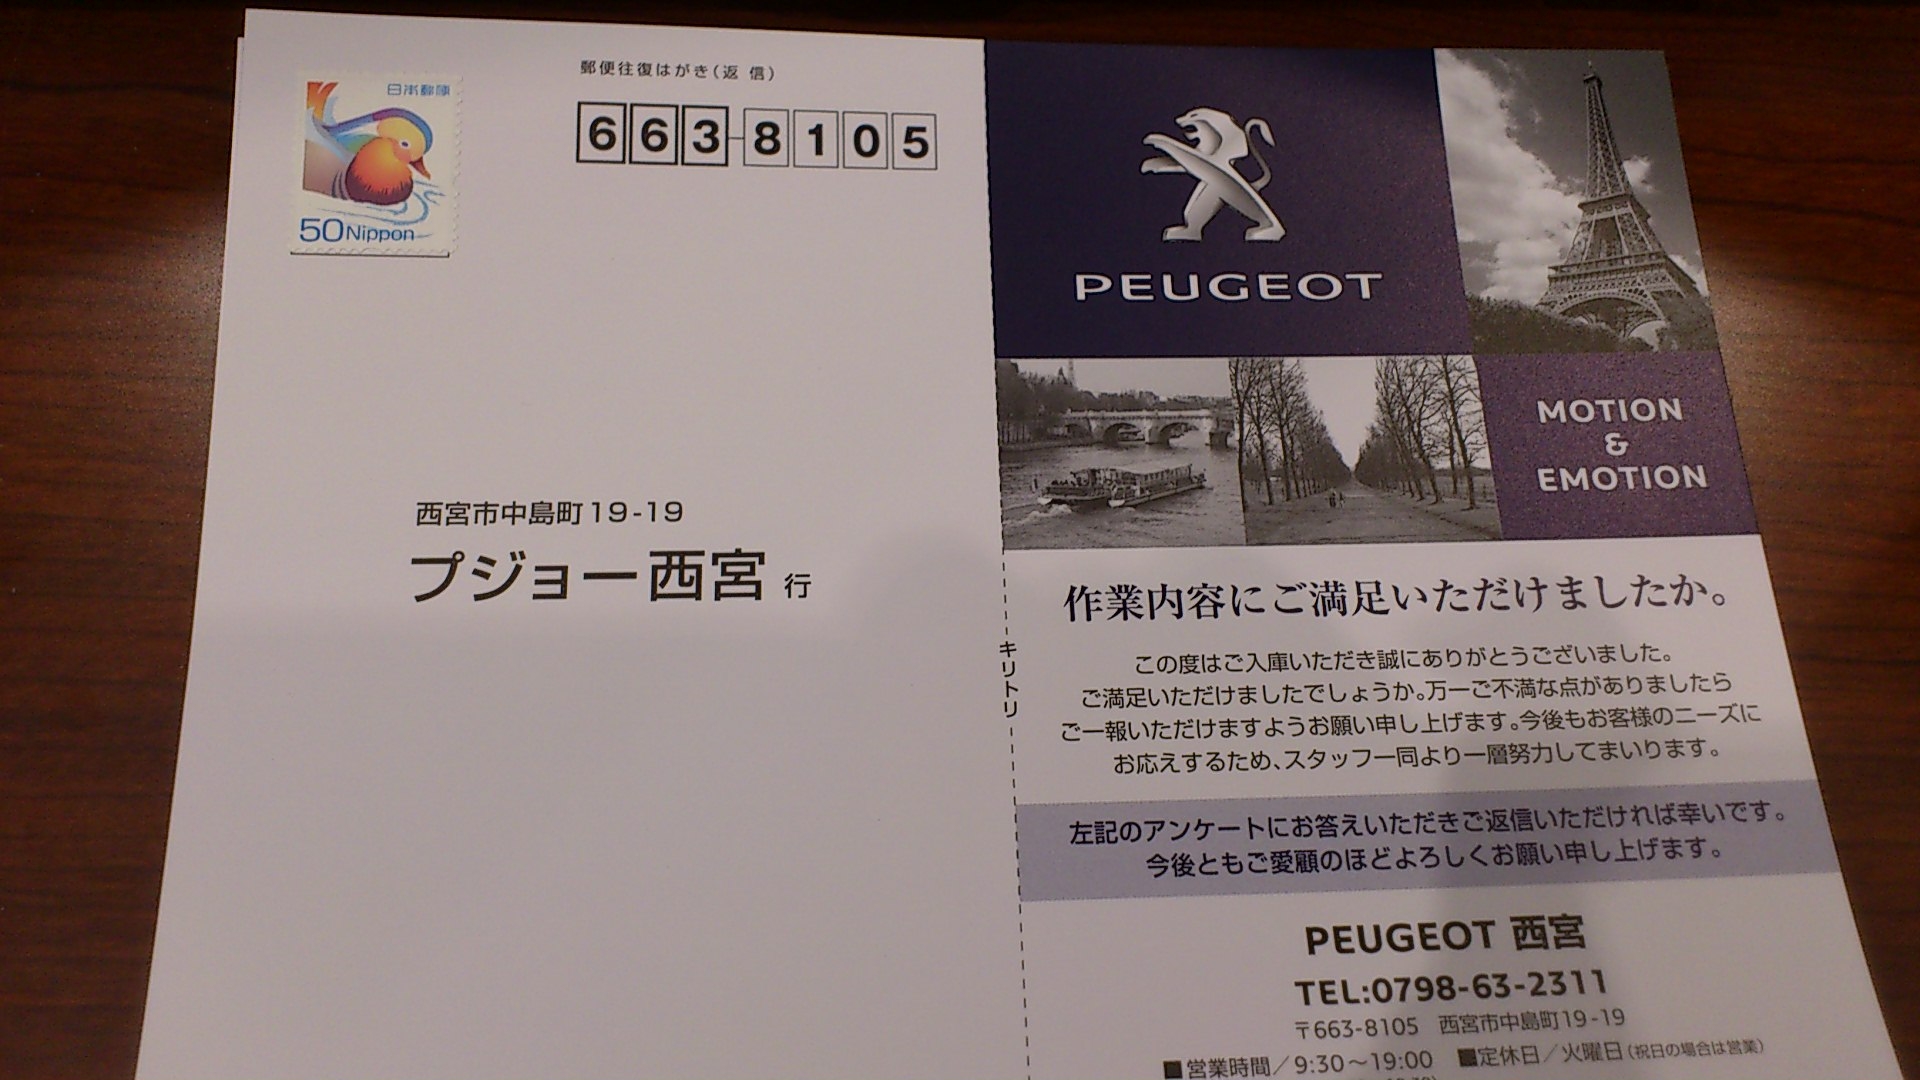 日本郵便
50 Nippon
郵便往復はがき(返 信)
663-8105
西宮市中島町19-19
プジョー西宮 行
キリトリ
PEUGEOT
MOTION
&
EMOTION
作業内容にご満足いただけましたか。
この度はご入庫いただき誠にありがとうございました。
ご満足いただけましたでしょうか。万一ご不満な点がありましたら
ご一報いただけますようお願い申し上げます。今後もお客様のニーズに
お応えするため、スタッフ一同より一層努力してまいります。
左記のアンケートにお答えいただきご返信いただければ幸いです。
今後ともご愛顧のほどよろしくお願い申し上げます。
PEUGEOT 西宮
TEL:0798-63-2311
〒663-8105 西宮市中島町19-19
■営業時間/9:30〜19:00 ■定休日/火曜日(祝日の場合は営業)